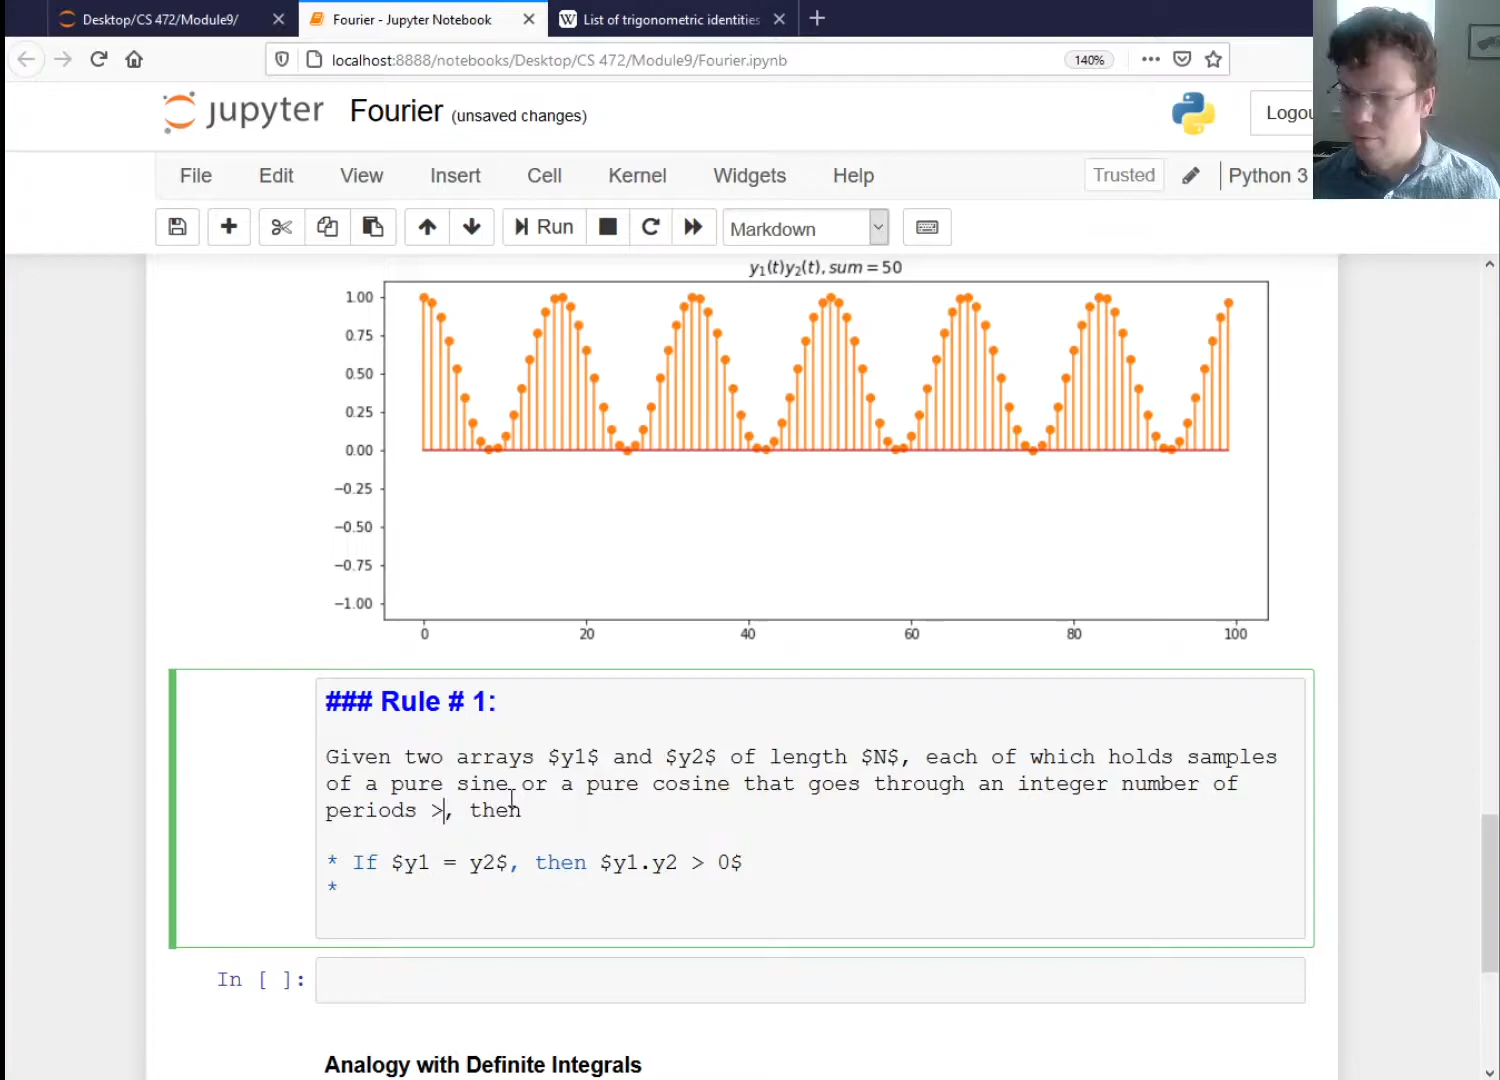 Desktop/CS 472/Module9/
Fourier - Jupyter Notebook
W List of trigonometric identities
localhost:8888/notebooks/Desktop/CS 472/Module9/Fourier.ipynb
140%
jupyter Fourier (unsaved changes)
Logou
File Edit View Insert Cell Kernel Widgets Help
Trusted
Python 3
Run
Markdown
y₁(t)y₂(t), sum = 50
1.00
0.75
0.50
0.25
0.00
−0.25
−0.50
−0.75
−1.00
0 20 40 60 80 100
### Rule # 1:
Given two arrays $y1$ and $y2$ of length $N$, each of which holds samples
of a pure sine or a pure cosine that goes through an integer number of
periods >, then
* If $y1 = y2$, then $y1.y2 > 0$
*
In [ ]:
Analogy with Definite Integrals